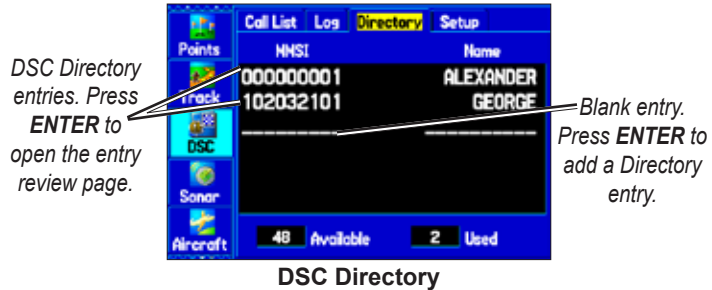 Call List Log Directory Setup
Points
Track
DSC
Sonar
Aircraft
MMSI Name
000000001 ALEXANDER
102032101 GEORGE
_________ __________
48 Available 2 Used
DSC Directory
entries. Press
ENTER to
open the entry
review page.
Blank entry.
Press ENTER to
add a Directory
entry.
DSC Directory